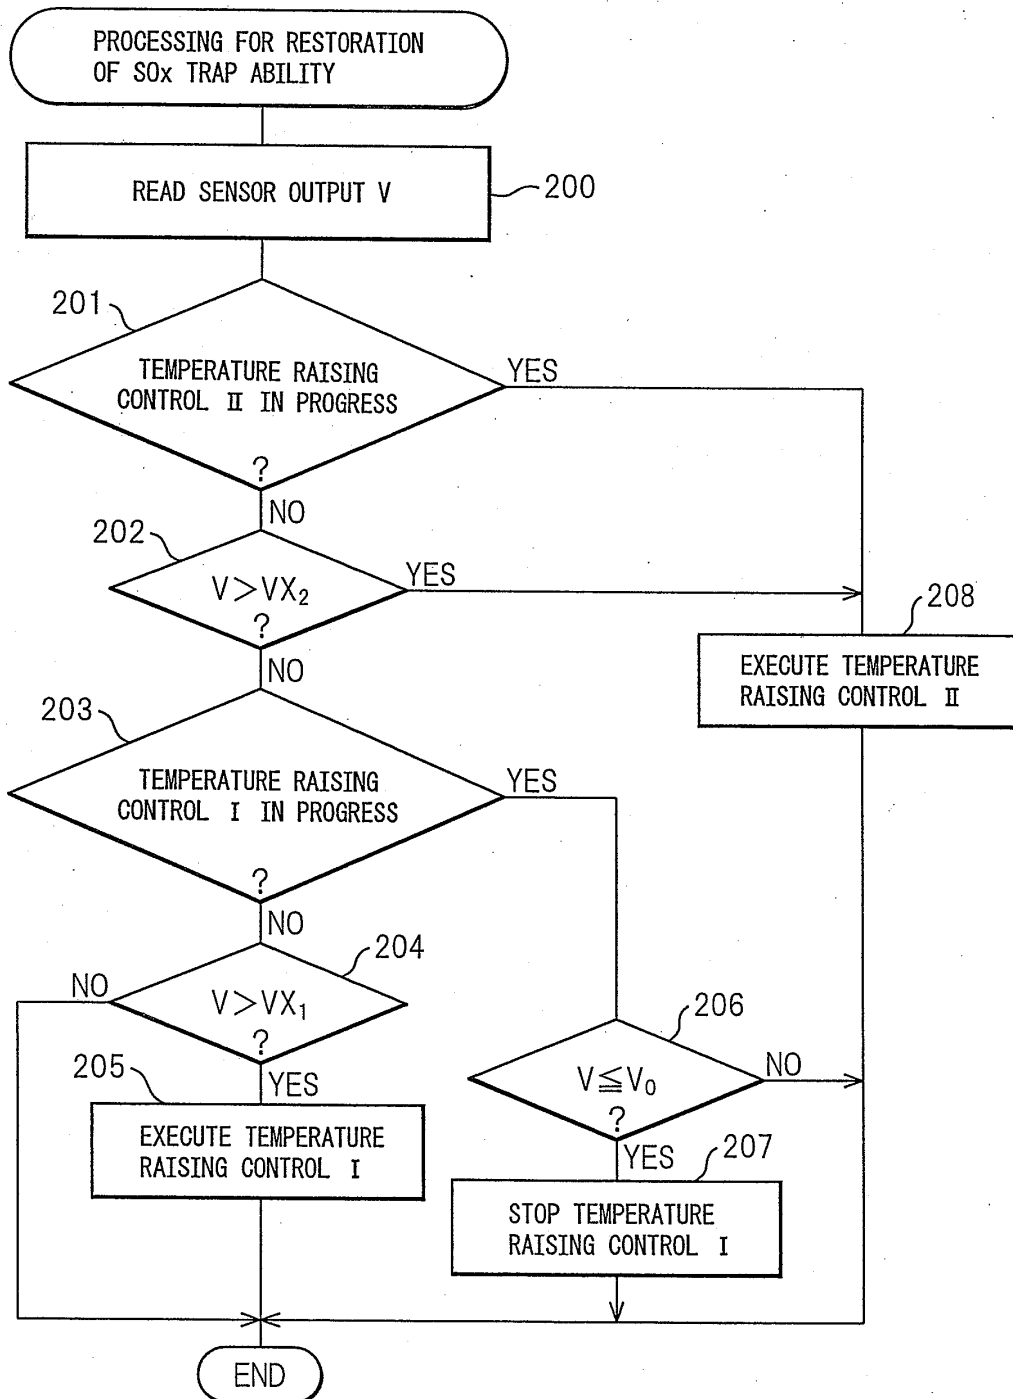 PROCESSING FOR RESTORATION
OF SOx TRAP ABILITY
READ SENSOR OUTPUT V
200
201
TEMPERATURE RAISING
CONTROL Ⅱ IN PROGRESS
?
YES
NO
202
V>VX₂
?
YES
NO
208
EXECUTE TEMPERATURE
RAISING CONTROL Ⅱ
203
TEMPERATURE RAISING
CONTROL Ⅰ IN PROGRESS
?
YES
NO
204
V>VX₁
?
NO
YES
205
EXECUTE TEMPERATURE
RAISING CONTROL Ⅰ
206
V≦V₀
?
NO
YES
207
STOP TEMPERATURE
RAISING CONTROL Ⅰ
END